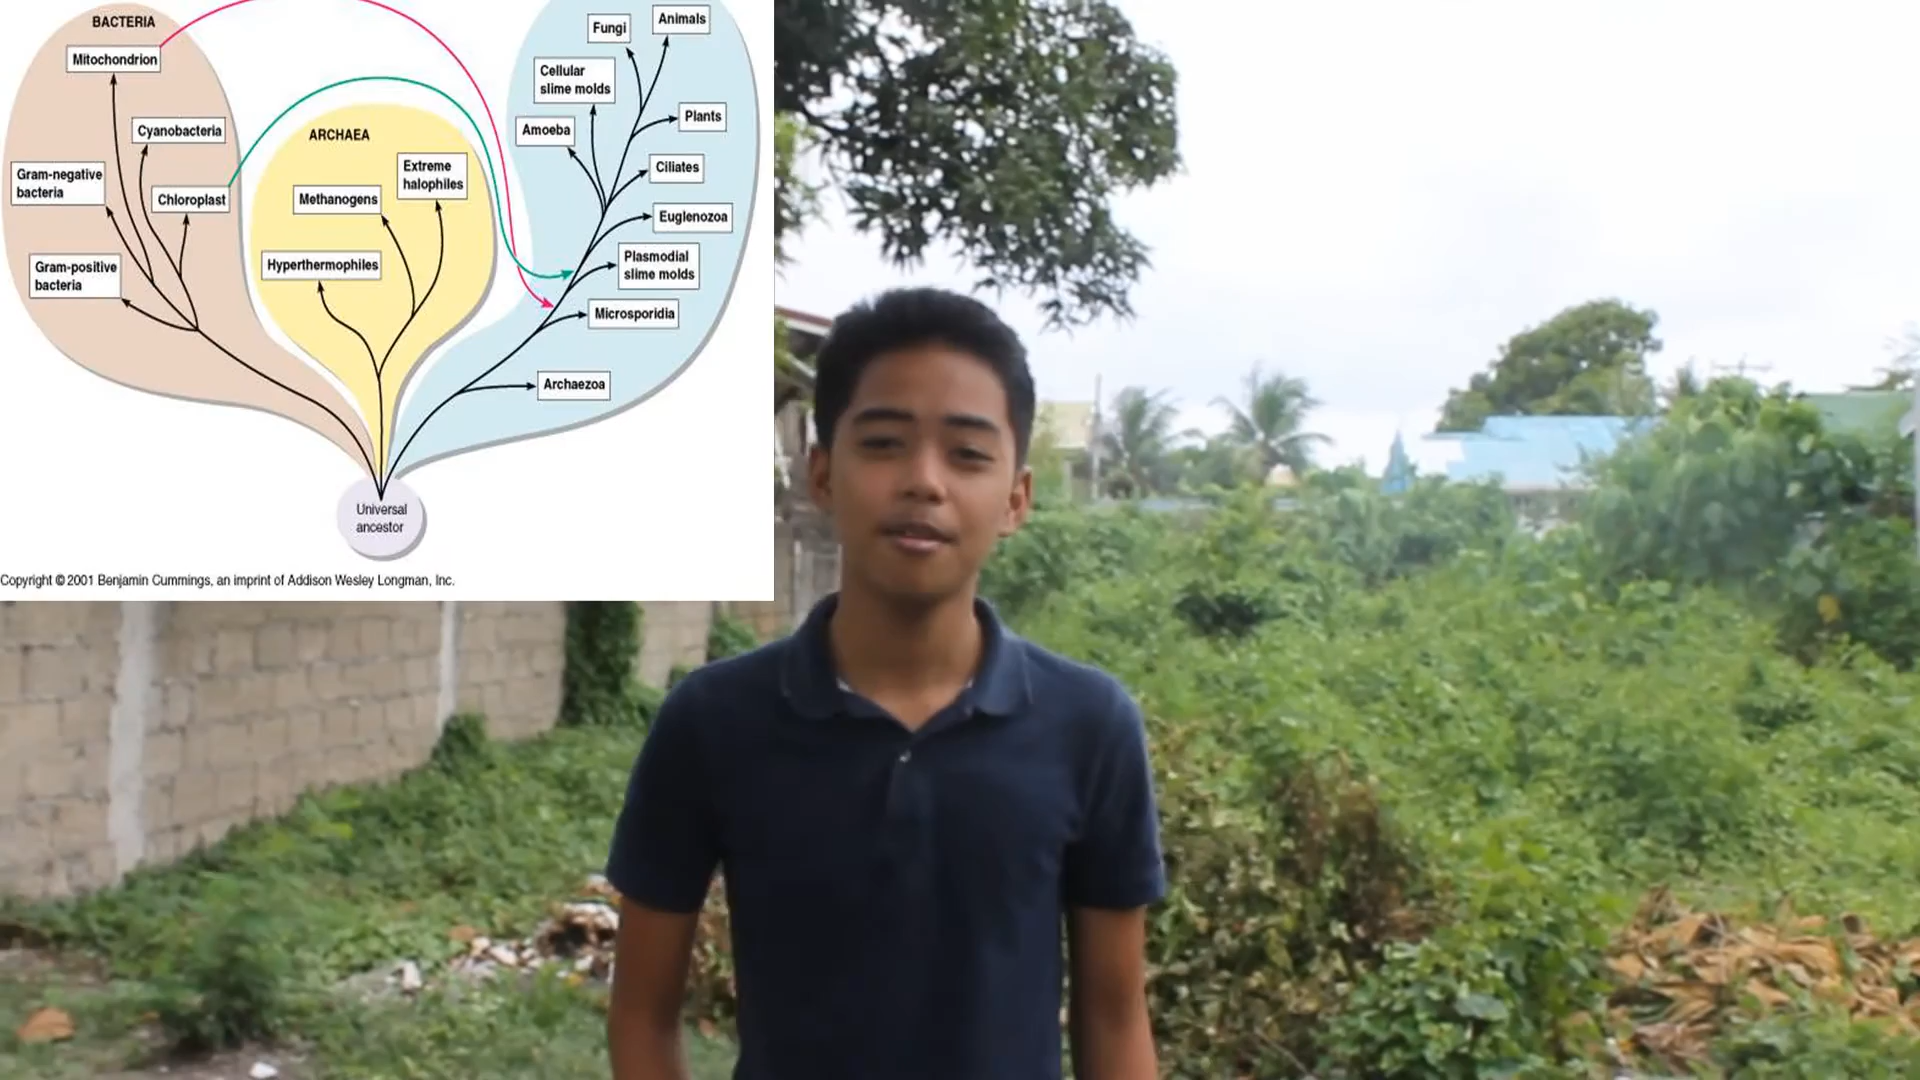 BACTERIA
Mitochondrion
Cyanobacteria
Gram-negative
bacteria
Chloroplast
Gram-positive
bacteria
ARCHAEA
Extreme
halophiles
Methanogens
Hyperthermophiles
Fungi
Animals
Cellular
slime molds
Amoeba
Plants
Ciliates
Euglenozoa
Plasmodial
slime molds
Microsporidia
Archaezoa
Universal
ancestor
Copyright © 2001 Benjamin Cummings, an imprint of Addison Wesley Longman, Inc.